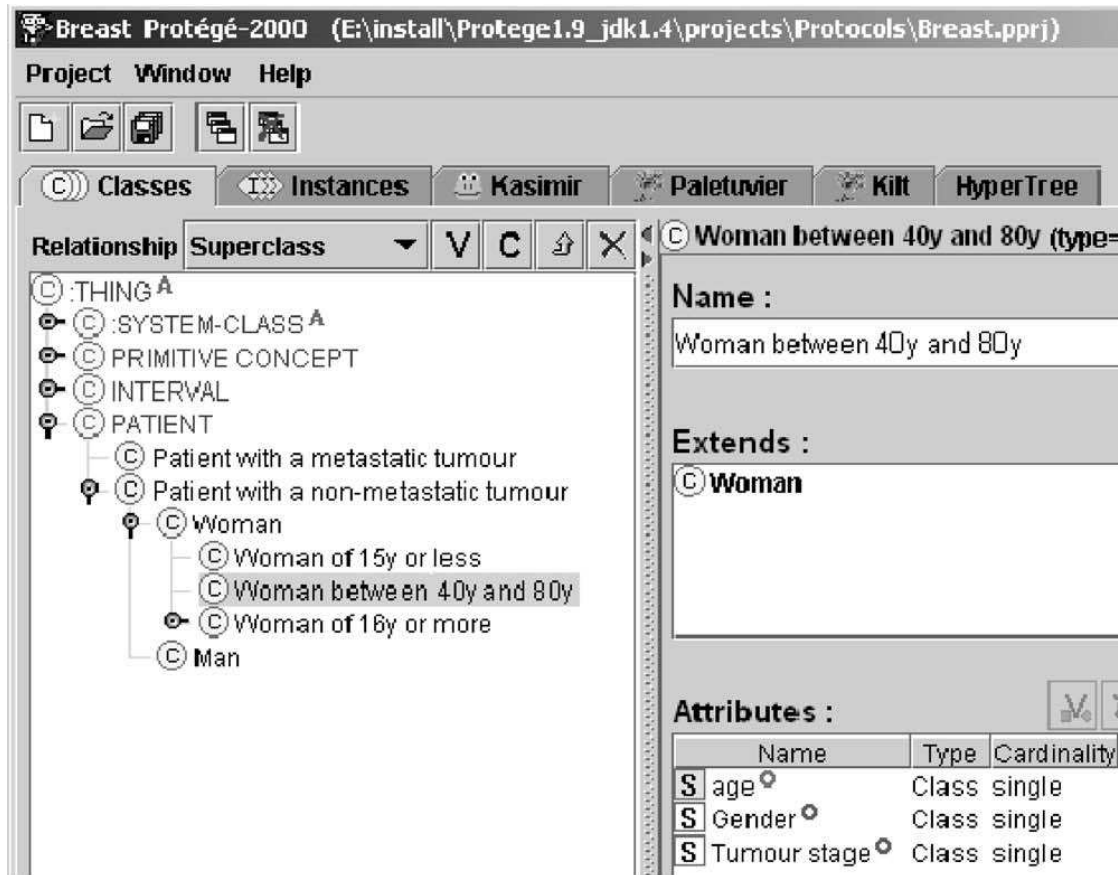 Breast Protégé-2000 (E:\install\Protege1.9_jdk1.4\projects\Protocols\Breast.pprj)
Project Window Help
C Classes I Instances Kasimir Paletuvier Kilt HyperTree
Relationship Superclass V C
C :THING A
C :SYSTEM-CLASS A
C PRIMITIVE CONCEPT
C INTERVAL
C PATIENT
C Patient with a metastatic tumour
C Patient with a non-metastatic tumour
C Woman
C Woman of 15y or less
C Woman between 40y and 80y
C Woman of 16y or more
C Man
C Woman between 40y and 80y (type=
Name :
Woman between 40y and 80y
Extends :
C Woman
Attributes : V
Name Type Cardinality
S age Class single
S Gender Class single
S Tumour stage Class single